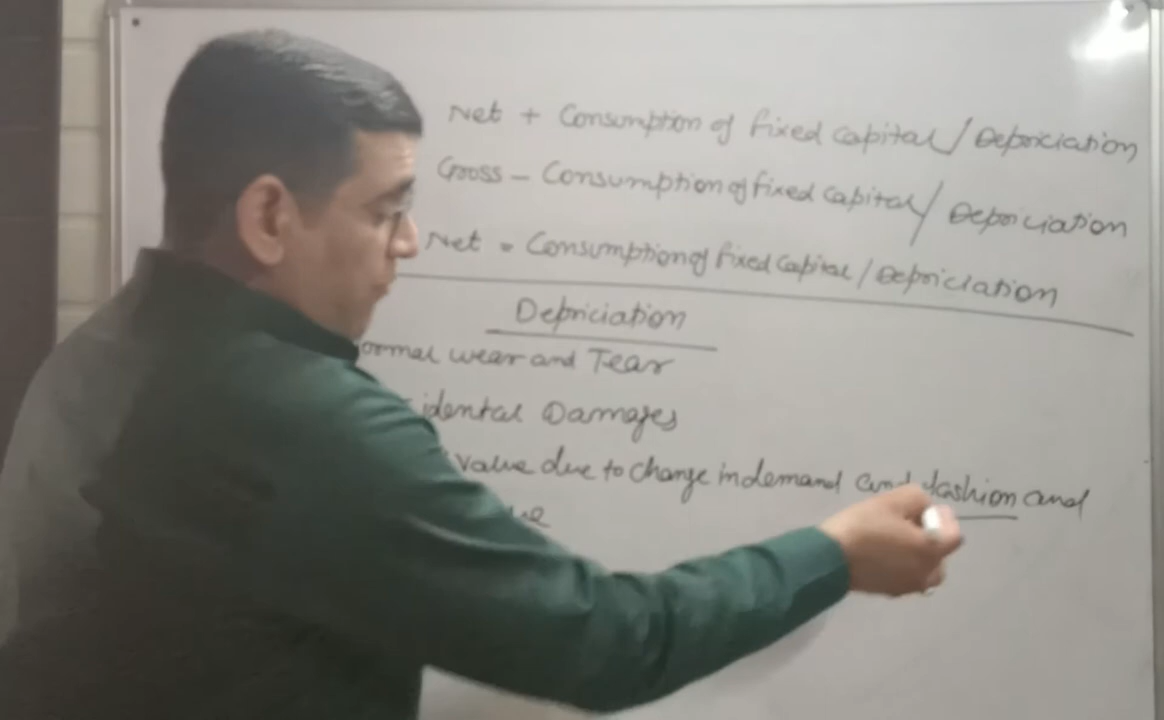 Net + Consumption of fixed capital / Depriciation
Gross - Consumption of fixed capital / Depriciation
Net = Consumption of fixed capital / Depriciation
Depriciation
ormal wear and Tear
idental Damages
value due to change in demand and fashion and